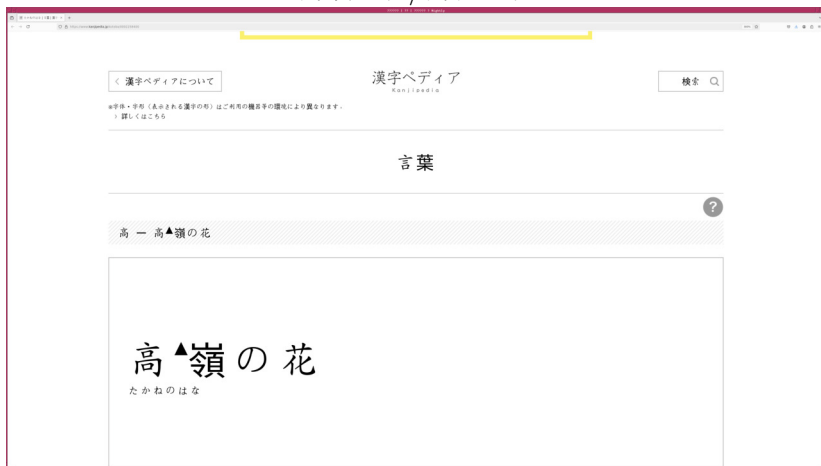 漢字ペディアについて
漢字ペディア
Kanjipedia
検索
※字体・字形（表示される漢字の形）はご利用の機器等の環境により異なります．
詳しくはこちら
言葉
?
高 ー 高▲嶺の花
高▲嶺の花
たかねのはな